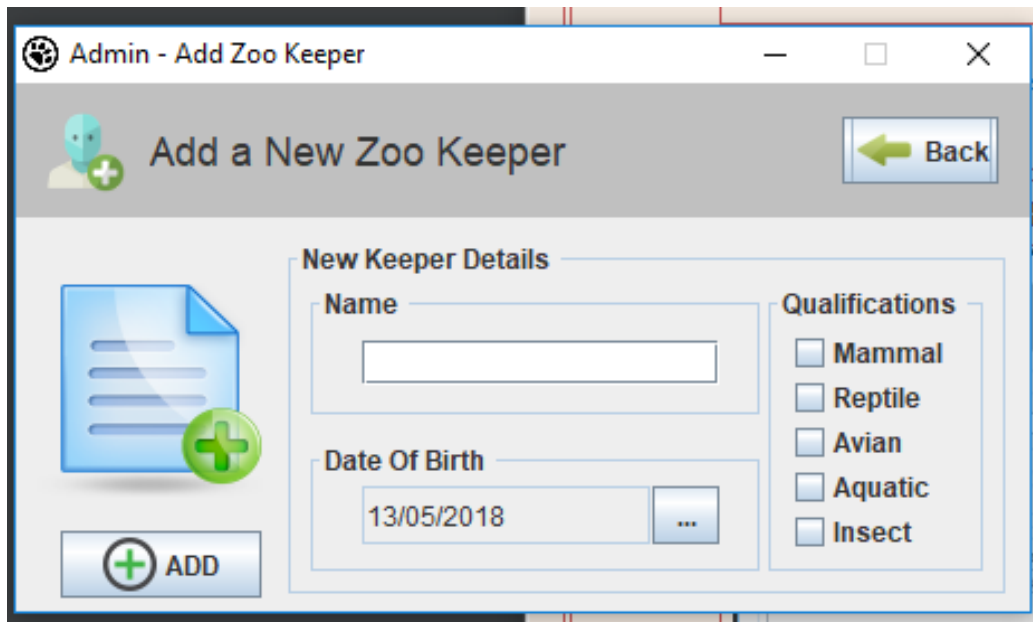 Admin - Add Zoo Keeper
Add a New Zoo Keeper
Back
New Keeper Details
Name
Date Of Birth
13/05/2018
...
Qualifications
Mammal
Reptile
Avian
Aquatic
Insect
ADD